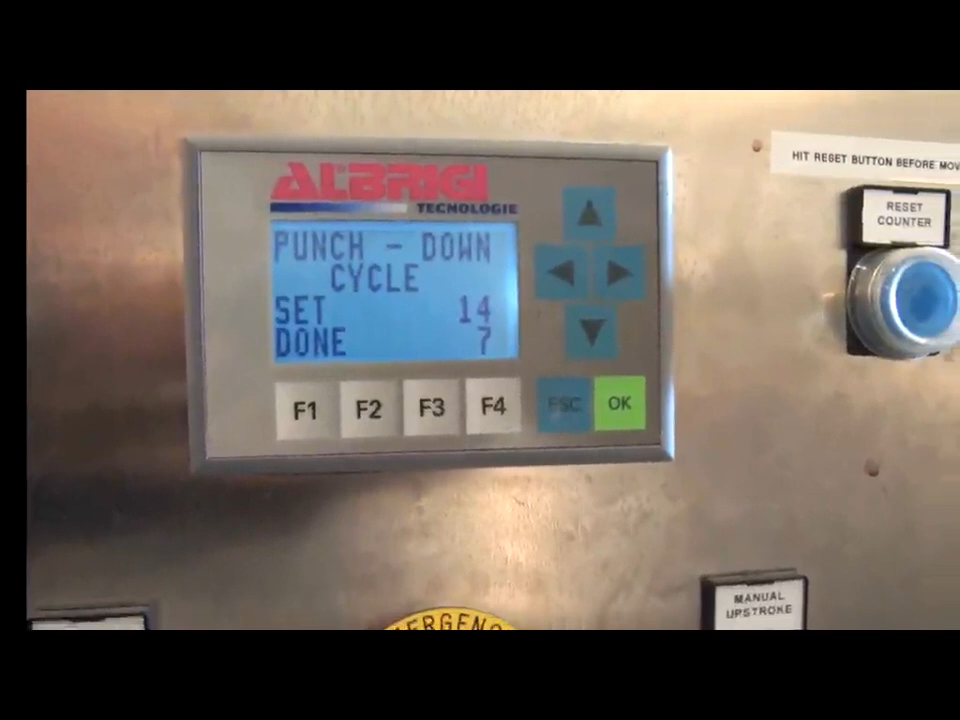 ALBRIGI
TECNOLOGIE
PUNCH - DOWN
CYCLE
SET 14
DONE 7
F1 F2 F3 F4 ESC OK
HIT RESET BUTTON BEFORE MOV
RESET
COUNTER
MANUAL
UPSTROKE
MERGENC